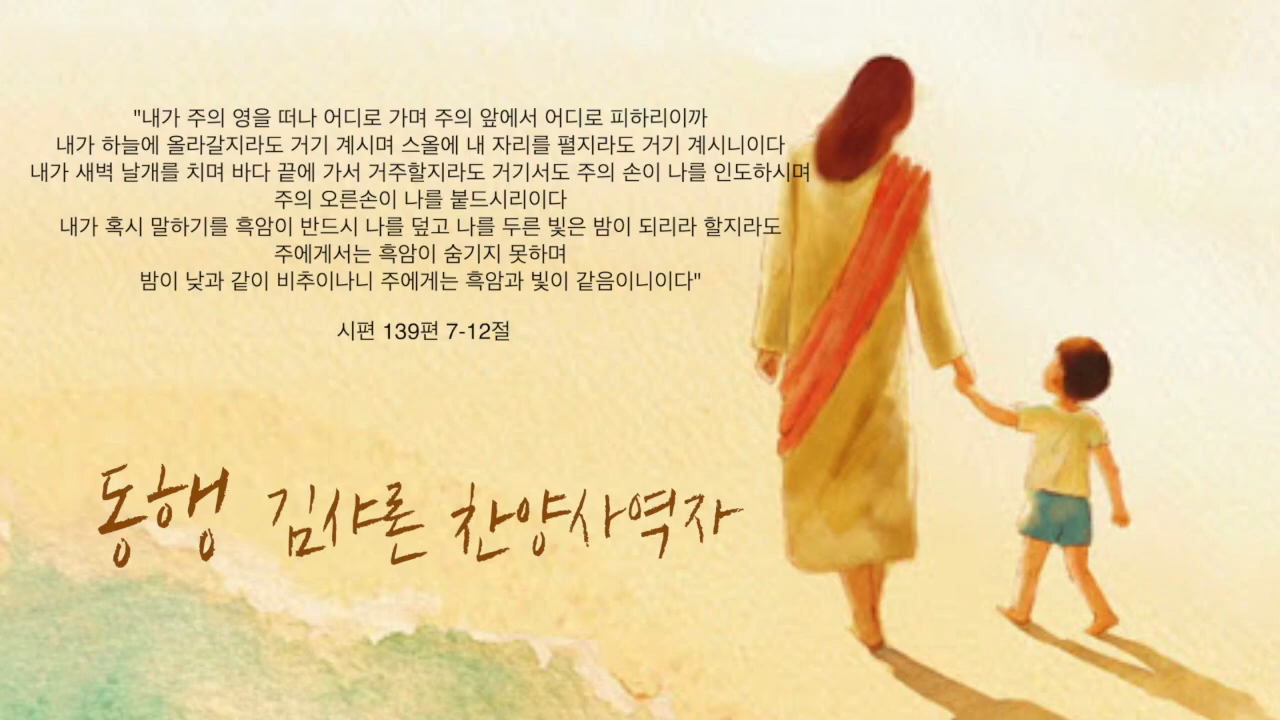 "내가 주의 영을 떠나 어디로 가며 주의 앞에서 어디로 피하리이까
내가 하늘에 올라갈지라도 거기 계시며 스올에 내 자리를 펼지라도 거기 계시니이다
내가 새벽 날개를 치며 바다 끝에 가서 거주할지라도 거기서도 주의 손이 나를 인도하시며
주의 오른손이 나를 붙드시리이다
내가 혹시 말하기를 흑암이 반드시 나를 덮고 나를 두른 빛은 밤이 되리라 할지라도
주에게서는 흑암이 숨기지 못하며
밤이 낮과 같이 비추이나니 주에게는 흑암과 빛이 같음이니이다"
시편 139편 7-12절
동행 김샤론 찬양사역자